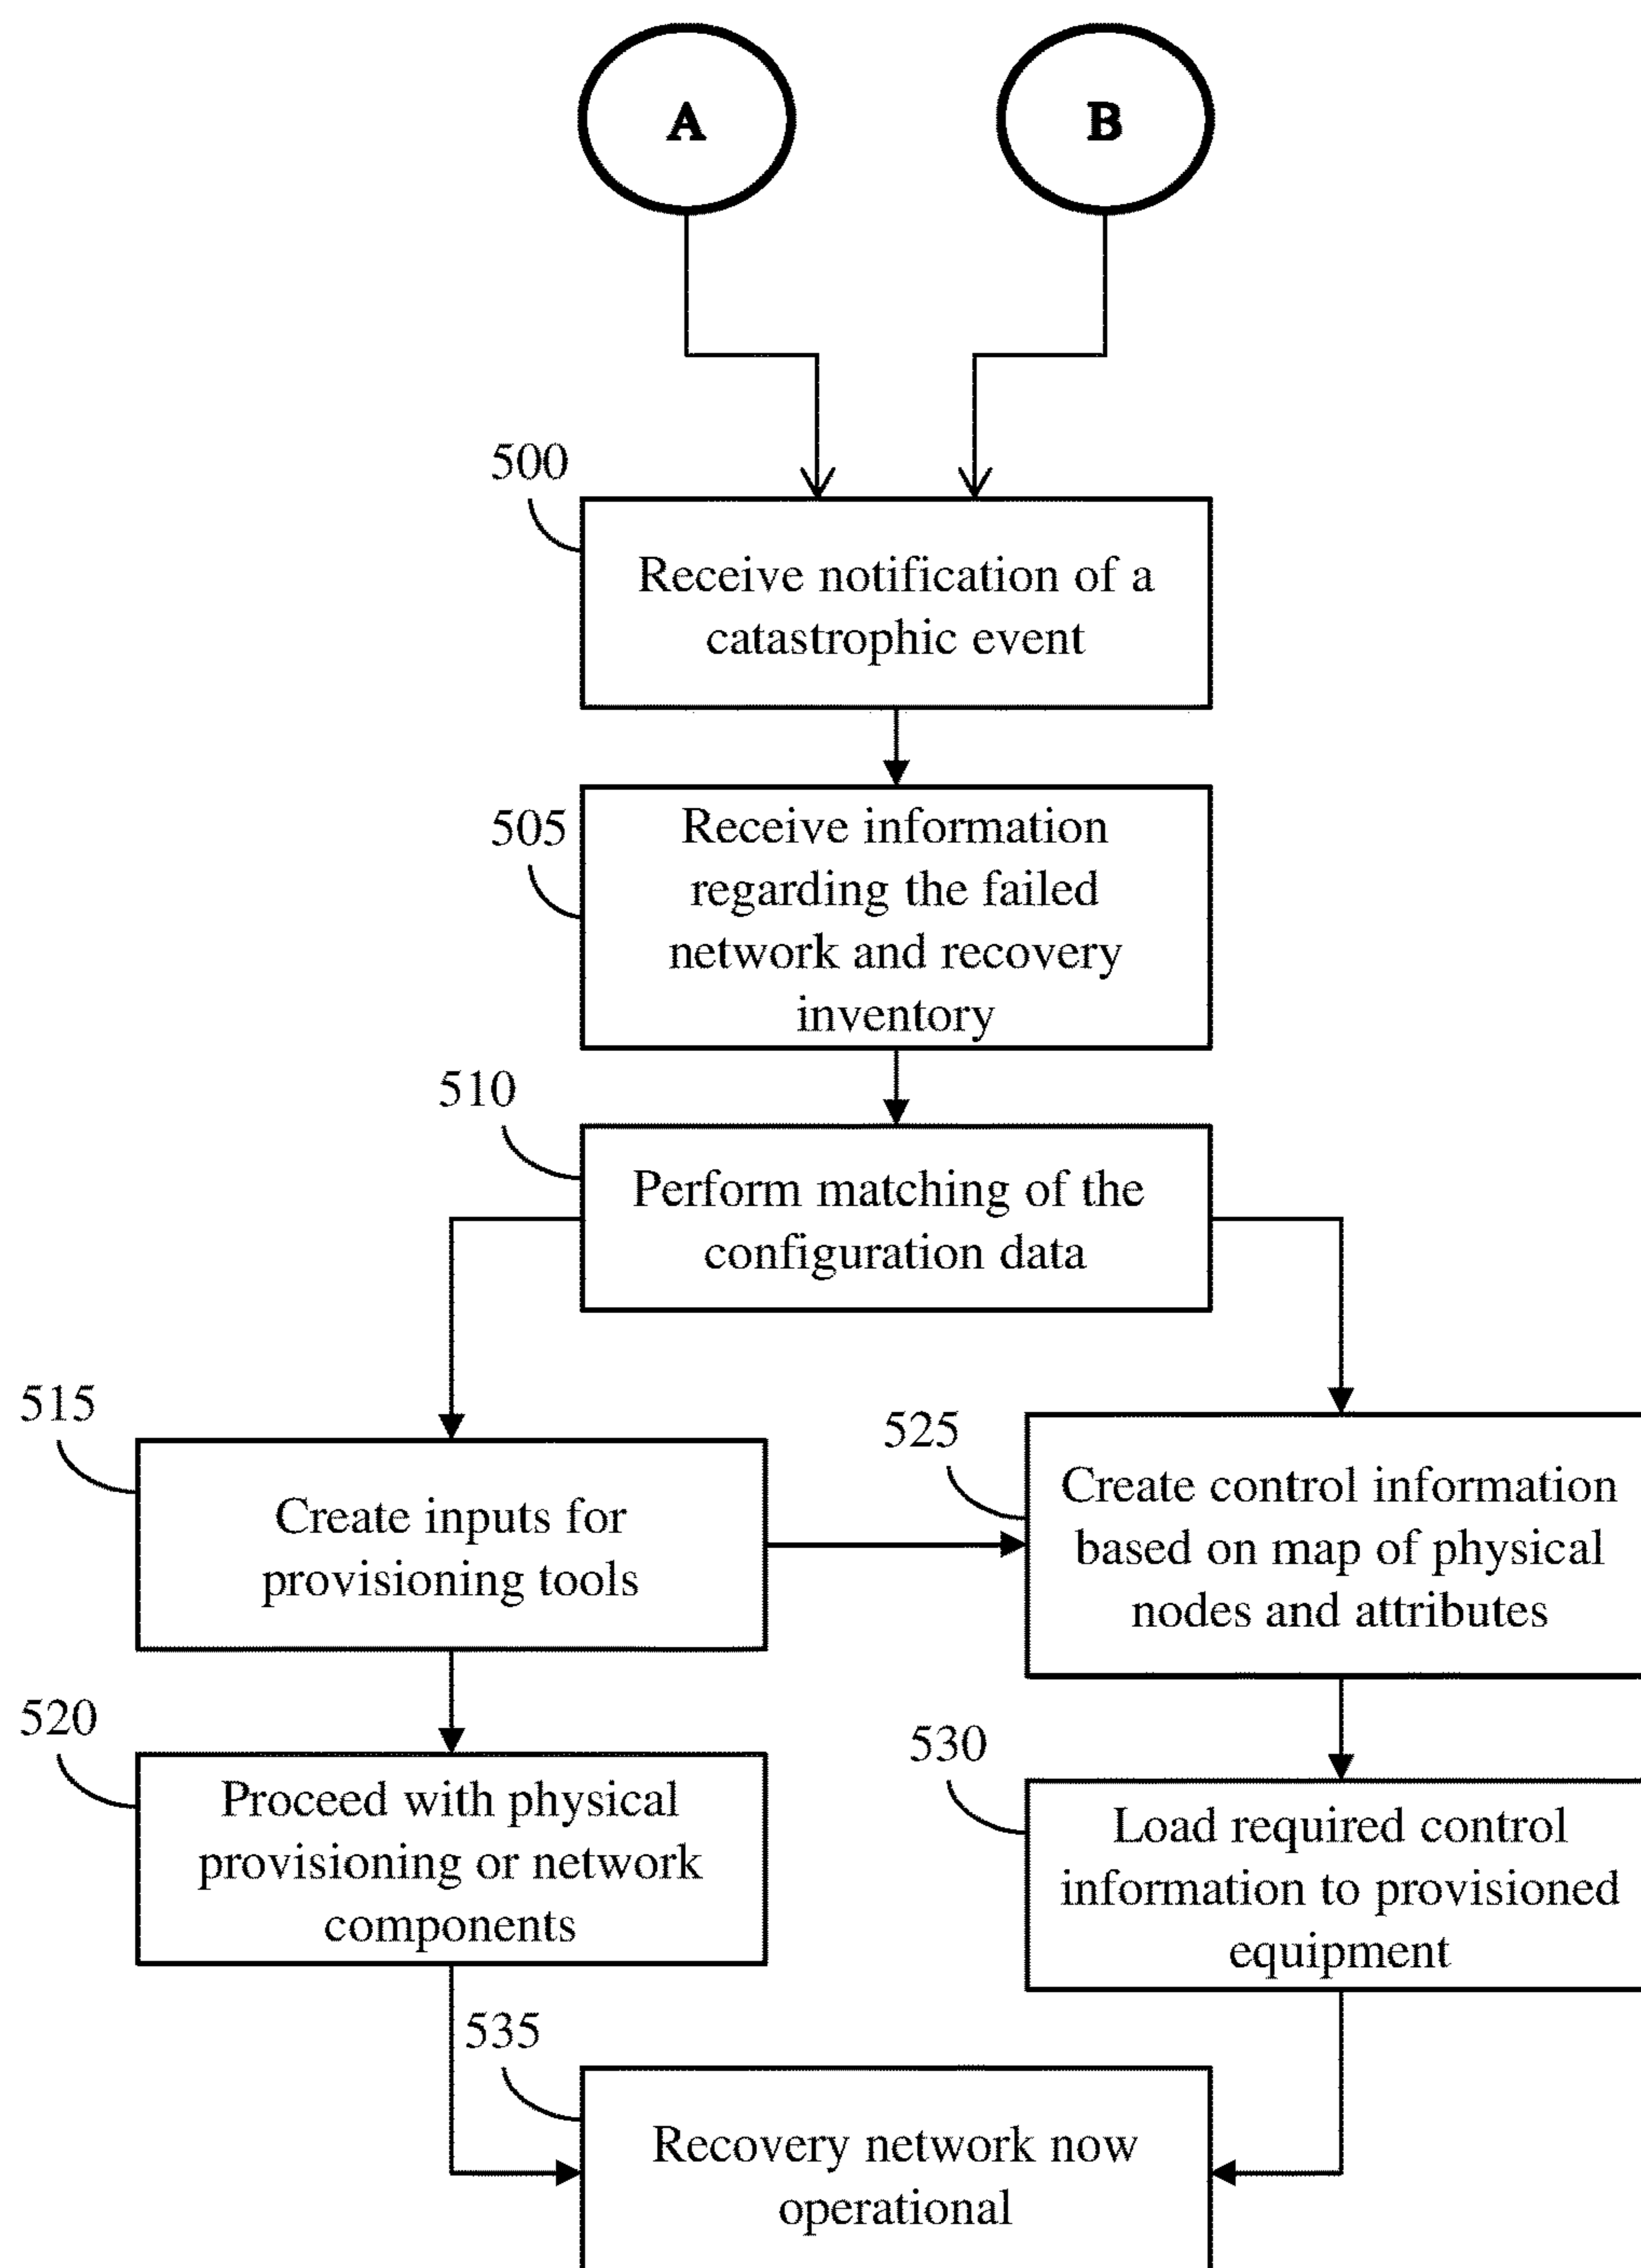 A
B
500
Receive notification of a
catastrophic event
505
Receive information
regarding the failed
network and recovery
inventory
510
Perform matching of the
configuration data
515
Create inputs for
provisioning tools
525
Create control information
based on map of physical
nodes and attributes
520
Proceed with physical
provisioning or network
components
530
Load required control
information to provisioned
equipment
535
Recovery network now
operational